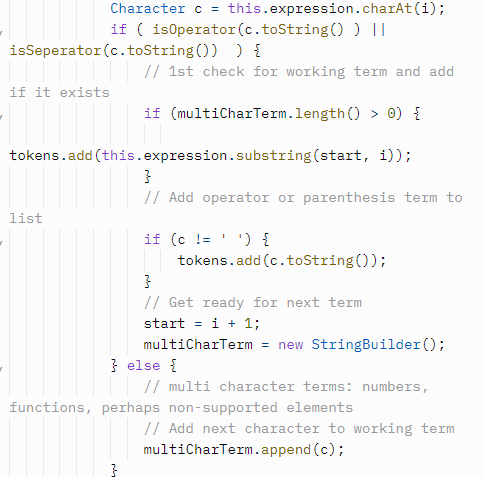 Character c = this.expression.charAt(i);
if ( isOperator(c.toString() ) ||
isSeperator(c.toString())  ) {
// 1st check for working term and add
if it exists
if (multiCharTerm.length() > 0) {
tokens.add(this.expression.substring(start, i));
}
// Add operator or parenthesis term to
list
if (c != ' ') {
tokens.add(c.toString());
}
// Get ready for next term
start = i + 1;
multiCharTerm = new StringBuilder();
} else {
// multi character terms: numbers,
functions, perhaps non-supported elements
// Add next character to working term
multiCharTerm.append(c);
}